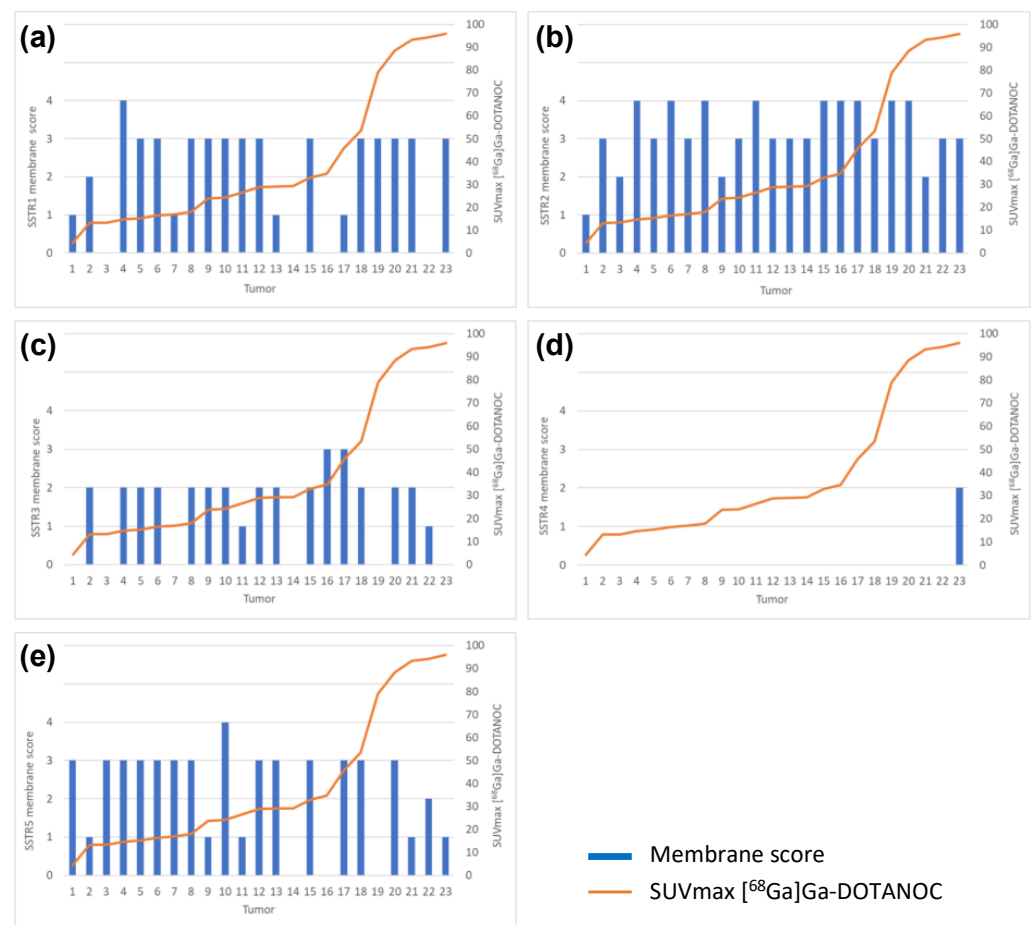 (a)
SSTR1 membrane score
4
3
2
1
0
1 2 3 4 5 6 7 8 9 10 11 12 13 14 15 16 17 18 19 20 21 22 23
Tumor
100
90
80
70
60
50
40
30
20
10
0
SUVmax [⁶⁸Ga]Ga-DOTANOC
(b)
SSTR2 membrane score
4
3
2
1
0
1 2 3 4 5 6 7 8 9 10 11 12 13 14 15 16 17 18 19 20 21 22 23
Tumor
100
90
80
70
60
50
40
30
20
10
0
SUVmax [⁶⁸Ga]Ga-DOTANOC
(c)
SSTR3 membrane score
4
3
2
1
0
1 2 3 4 5 6 7 8 9 10 11 12 13 14 15 16 17 18 19 20 21 22 23
Tumor
100
90
80
70
60
50
40
30
20
10
0
SUVmax [⁶⁸Ga]Ga-DOTANOC
(d)
SSTR4 membrane score
4
3
2
1
0
1 2 3 4 5 6 7 8 9 10 11 12 13 14 15 16 17 18 19 20 21 22 23
Tumor
100
90
80
70
60
50
40
30
20
10
0
SUVmax [⁶⁸Ga]Ga-DOTANOC
(e)
SSTR5 membrane score
4
3
2
1
0
1 2 3 4 5 6 7 8 9 10 11 12 13 14 15 16 17 18 19 20 21 22 23
Tumor
100
90
80
70
60
50
40
30
20
10
0
SUVmax [⁶⁸Ga]Ga-DOTANOC
Membrane score
SUVmax [⁶⁸Ga]Ga-DOTANOC